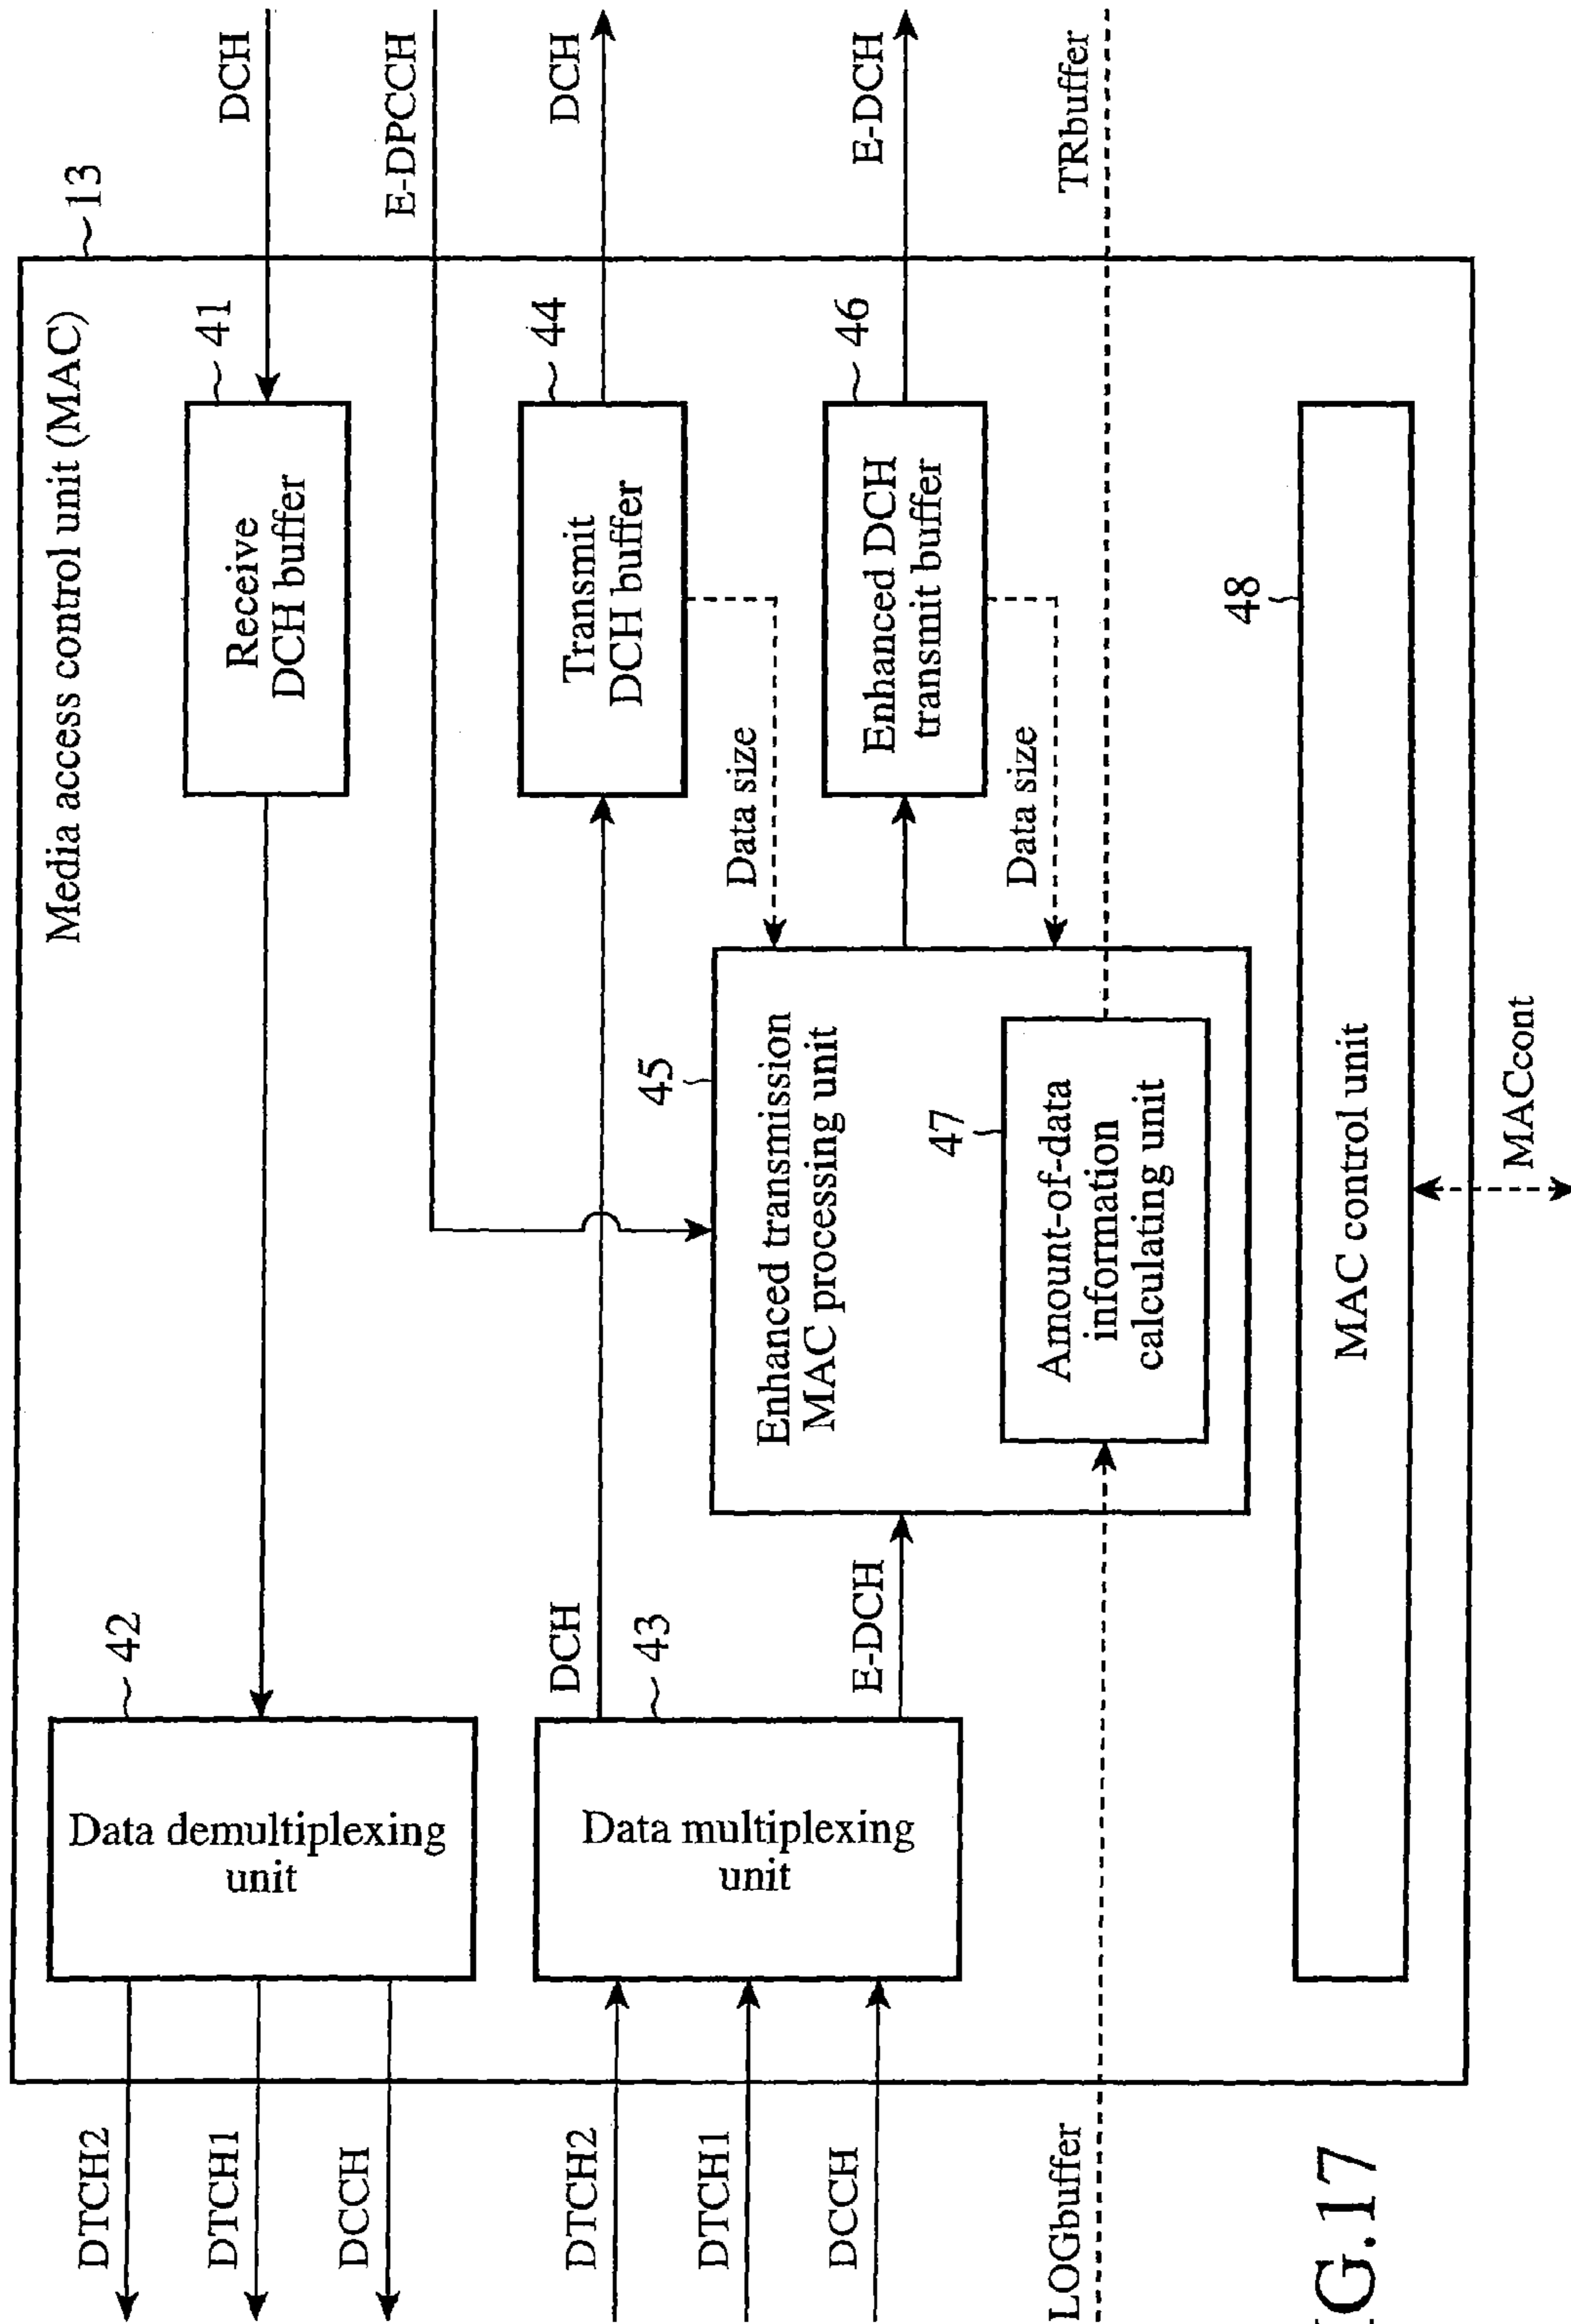 Media access control unit (MAC)
13
DTCH2
DTCH1
DCCH
42
Data demultiplexing
unit
41
Receive
DCH buffer
DCH
E-DPCCH
DTCH2
DTCH1
DCCH
43
Data multiplexing
unit
DCH
E-DCH
44
Transmit
DCH buffer
DCH
Data size
45
Enhanced transmission
MAC processing unit
46
Enhanced DCH
transmit buffer
E-DCH
Data size
47
Amount-of-data
information
calculating unit
LOGbuffer
TRbuffer
48
MAC control unit
MACcont
IG.17